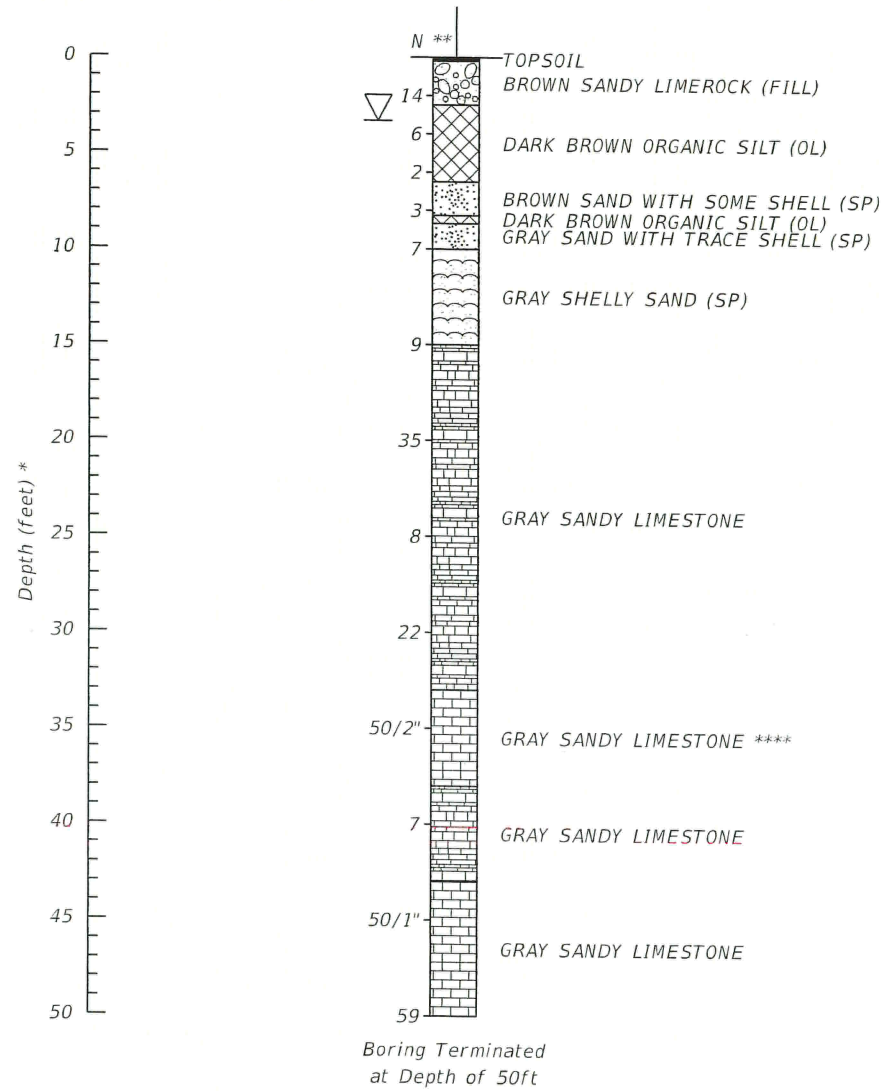 N **
0
TOPSOIL
BROWN SANDY LIMEROCK (FILL)
14
6
5
DARK BROWN ORGANIC SILT (OL)
2
BROWN SAND WITH SOME SHELL (SP)
3
DARK BROWN ORGANIC SILT (OL)
10
7
GRAY SAND WITH TRACE SHELL (SP)
GRAY SHELLY SAND (SP)
15
9
20
35
Depth (feet) *
GRAY SANDY LIMESTONE
25
8
30
22
35
50/2"
GRAY SANDY LIMESTONE ****
40
7
GRAY SANDY LIMESTONE
45
50/1"
GRAY SANDY LIMESTONE
50
59
Boring Terminated
at Depth of 50ft